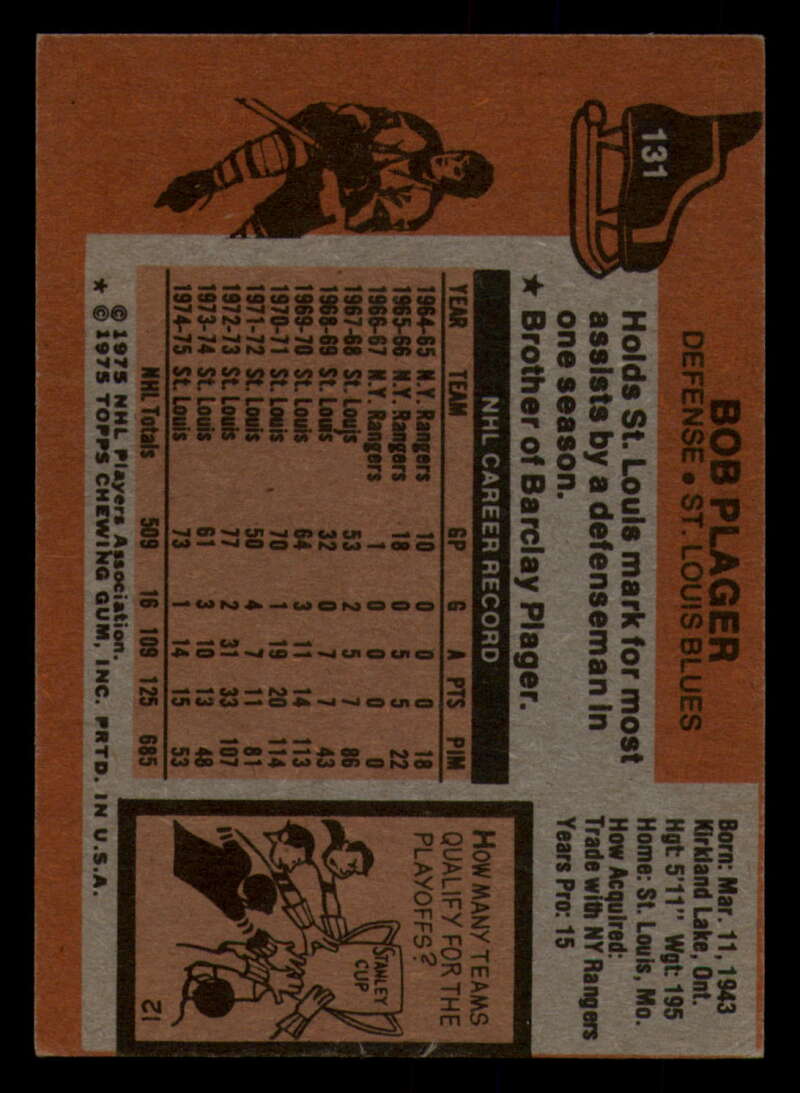 131
BOB PLAGER
DEFENSE • ST. LOUIS BLUES
Born: Mar. 11, 1943
Kirkland Lake, Ont.
Hgt: 5'11" Wgt: 195
Home: St. Louis, Mo.
How Acquired:
Trade with NY Rangers
Years Pro: 15
Holds St. Louis mark for most
assists by a defenseman in
one season.
★ Brother of Barclay Plager.
NHL CAREER RECORD
YEAR TEAM GP G A PTS PIM
1964-65 N.Y. Rangers 10 0 0 0 18
1965-66 N.Y. Rangers 18 0 5 5 22
1966-67 N.Y. Rangers 1 0 0 0 0
1967-68 St. Louis 53 2 5 7 86
1968-69 St. Louis 32 0 7 7 43
1969-70 St. Louis 64 3 11 14 113
1970-71 St. Louis 70 1 19 20 114
1971-72 St. Louis 50 4 7 11 81
1972-73 St. Louis 77 2 31 33 107
1973-74 St. Louis 61 3 10 13 48
1974-75 St. Louis 73 1 14 15 53
NHL Totals 509 16 109 125 685
© 1975 NHL Players Association.
* © 1975 TOPPS CHEWING GUM, INC. PRTD. IN U.S.A.
HOW MANY TEAMS
QUALIFY FOR THE
PLAYOFFS?
STANLEY
CUP
21